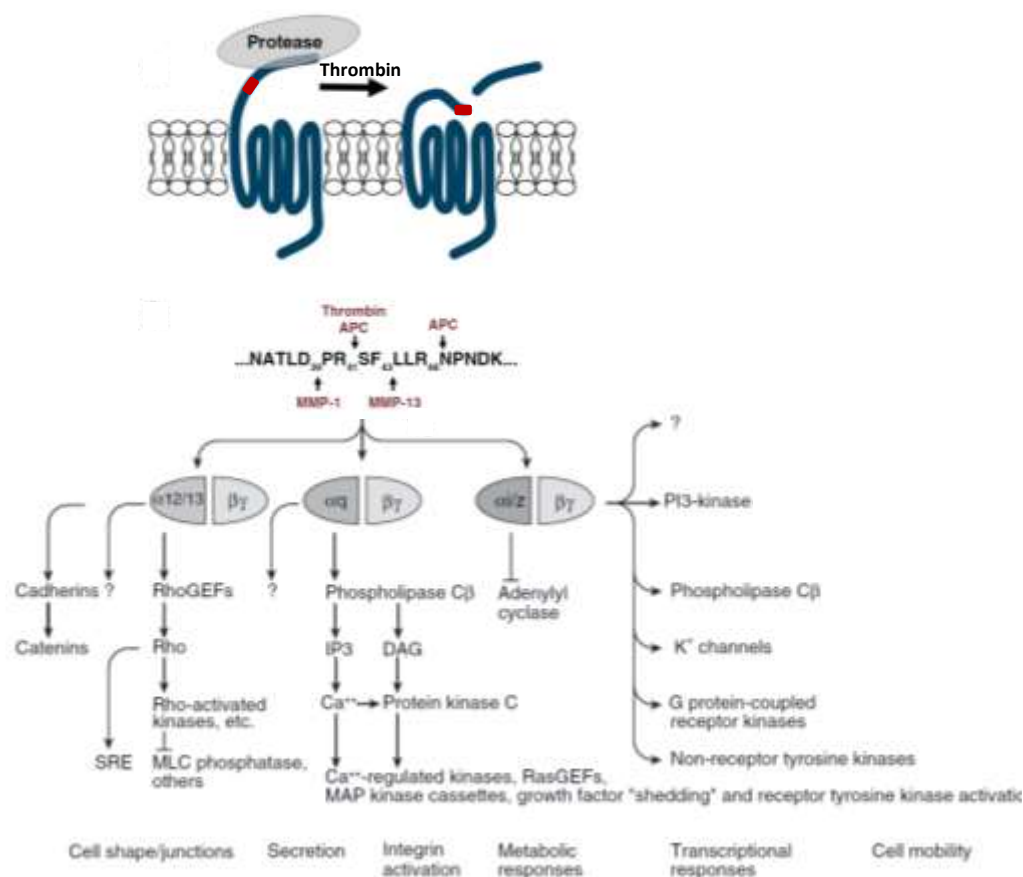 Protease
Thrombin
Thrombin
APC
APC
....NATLD₃₉PR₄₁SF₄₃LLR₄₆NPNDK....
MMP-1
MMP-13
?
α12/13
βγ
αq
βγ
αi/z
βγ
PI3-kinase
Cadherins
?
RhoGEFs
?
Phospholipase Cβ
Adenylyl
cyclase
Phospholipase Cβ
Catenins
Rho
IP3
DAG
K⁺ channels
Rho-activated
kinases, etc.
Ca⁺⁺
Protein kinase C
G protein-coupled
receptor kinases
SRE
MLC phosphatase,
others
Non-receptor tyrosine kinases
Ca⁺⁺-regulated kinases, RasGEFs,
MAP kinase cassettes, growth factor "shedding" and receptor tyrosine kinase activatio
Cell shape/junctions
Secretion
Integrin
activation
Metabolic
responses
Transcriptional
responses
Cell mobility